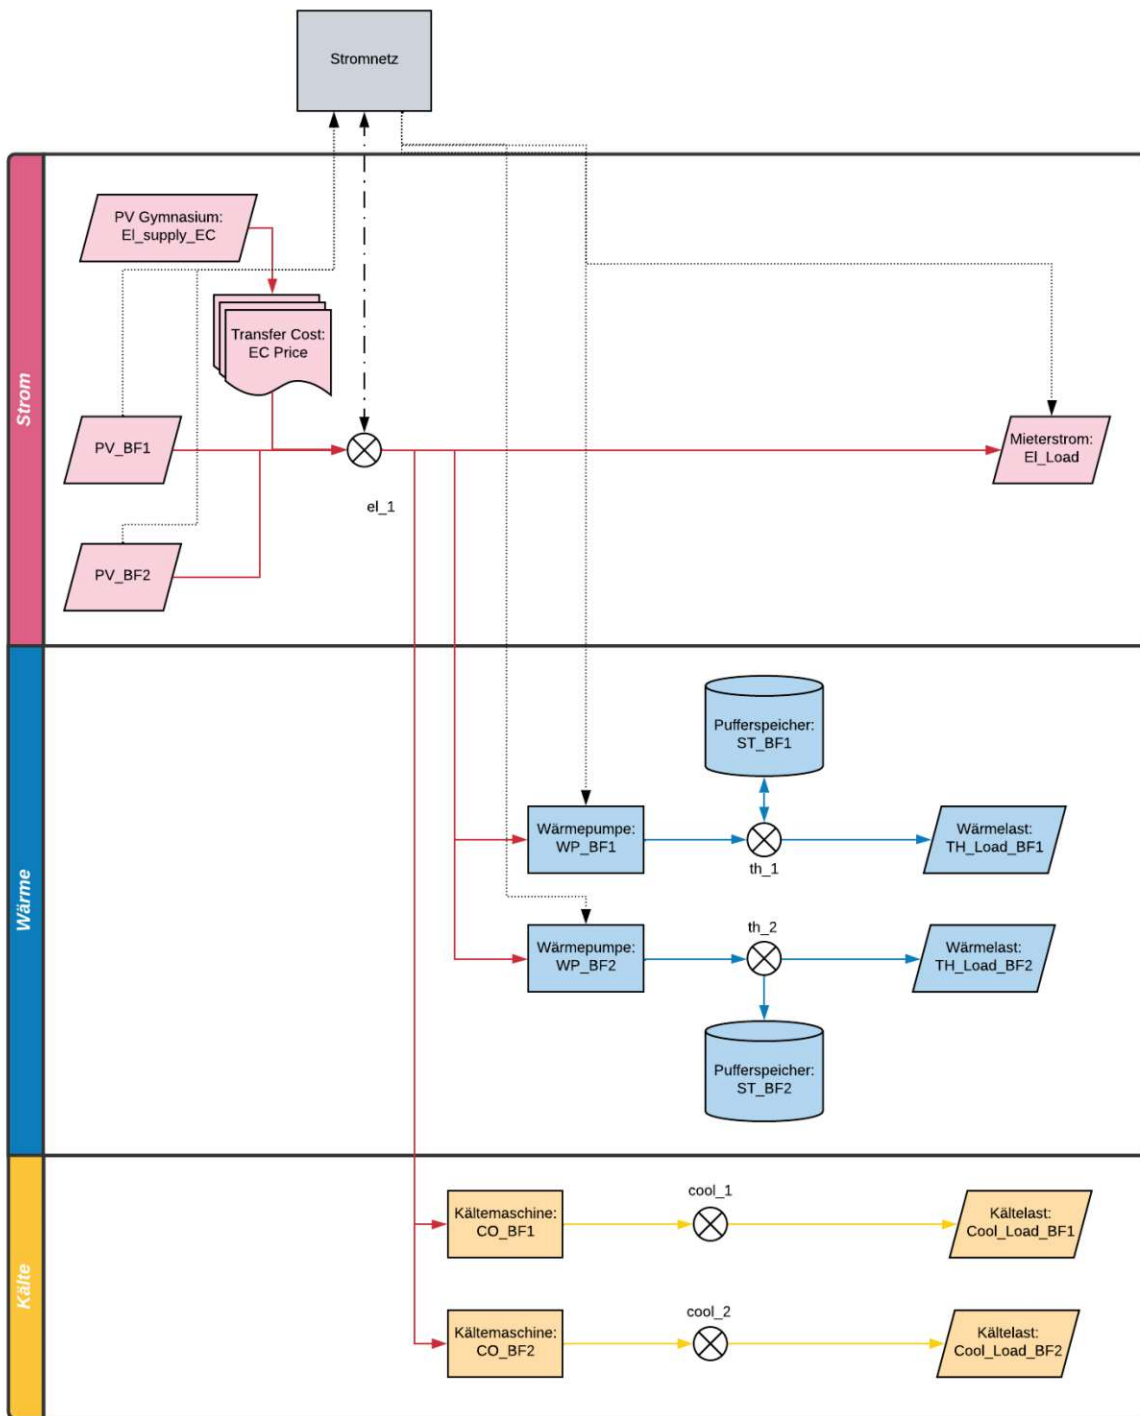 Stromnetz
Strom
PV Gymnasium:
El_supply_EC
Transfer Cost:
EC Price
PV_BF1
el_1
Mieterstrom:
El_Load
PV_BF2
Wärme
Pufferspeicher:
ST_BF1
Wärmepumpe:
WP_BF1
th_1
Wärmelast:
TH_Load_BF1
Wärmepumpe:
WP_BF2
th_2
Wärmelast:
TH_Load_BF2
Pufferspeicher:
ST_BF2
Kälte
Kältemaschine:
CO_BF1
cool_1
Kältelast:
Cool_Load_BF1
Kältemaschine:
CO_BF2
cool_2
Kältelast:
Cool_Load_BF2